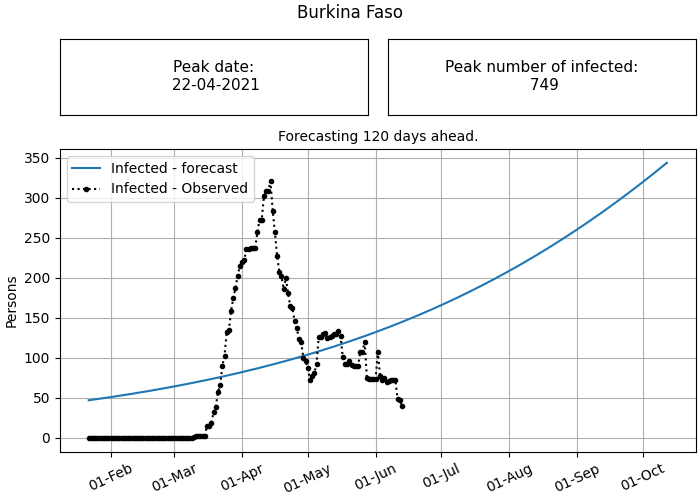 Burkina Faso
Peak date:
22-04-2021
Peak number of infected:
749
Forecasting 120 days ahead.
Infected - forecast
Infected - Observed
Persons
350
300
250
200
150
100
50
0
01-Feb
01-Mar
01-Apr
01-May
01-Jun
01-Jul
01-Aug
01-Sep
01-Oct